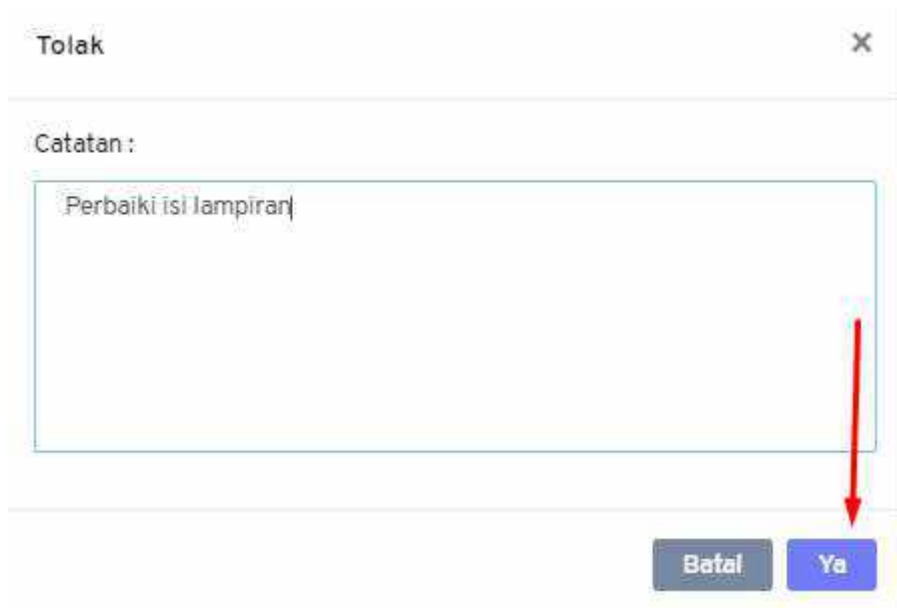 Tolak
Catatan :
Perbaiki isi lampiran
Batal
Ya